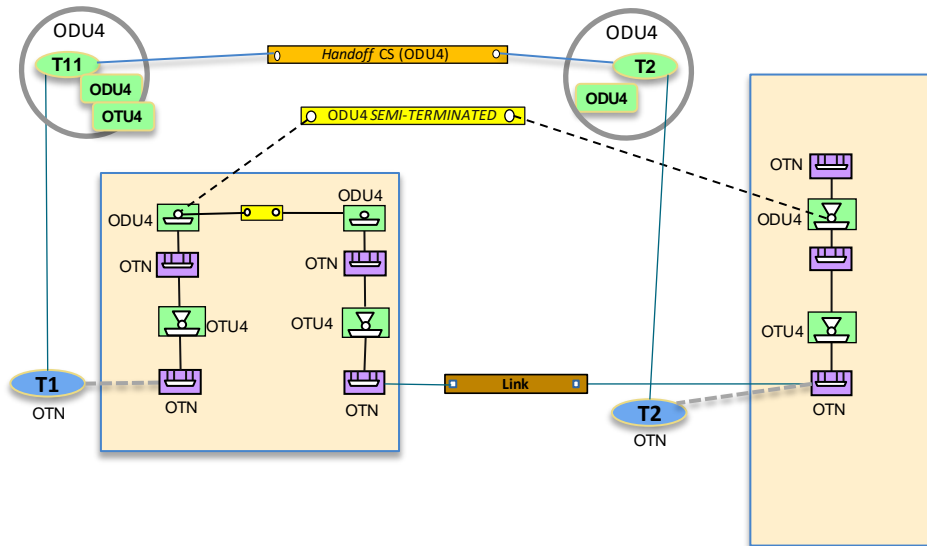 ODU4
T11
ODU4
OTU4
Handoff CS (ODU4)
ODU4
T2
ODU4
ODU4 SEMI-TERMINATED
OTN
ODU4
ODU4
ODU4
OTN
OTN
OTU4
OTU4
OTU4
T1
OTN
OTN
OTN
Link
T2
OTN
OTN